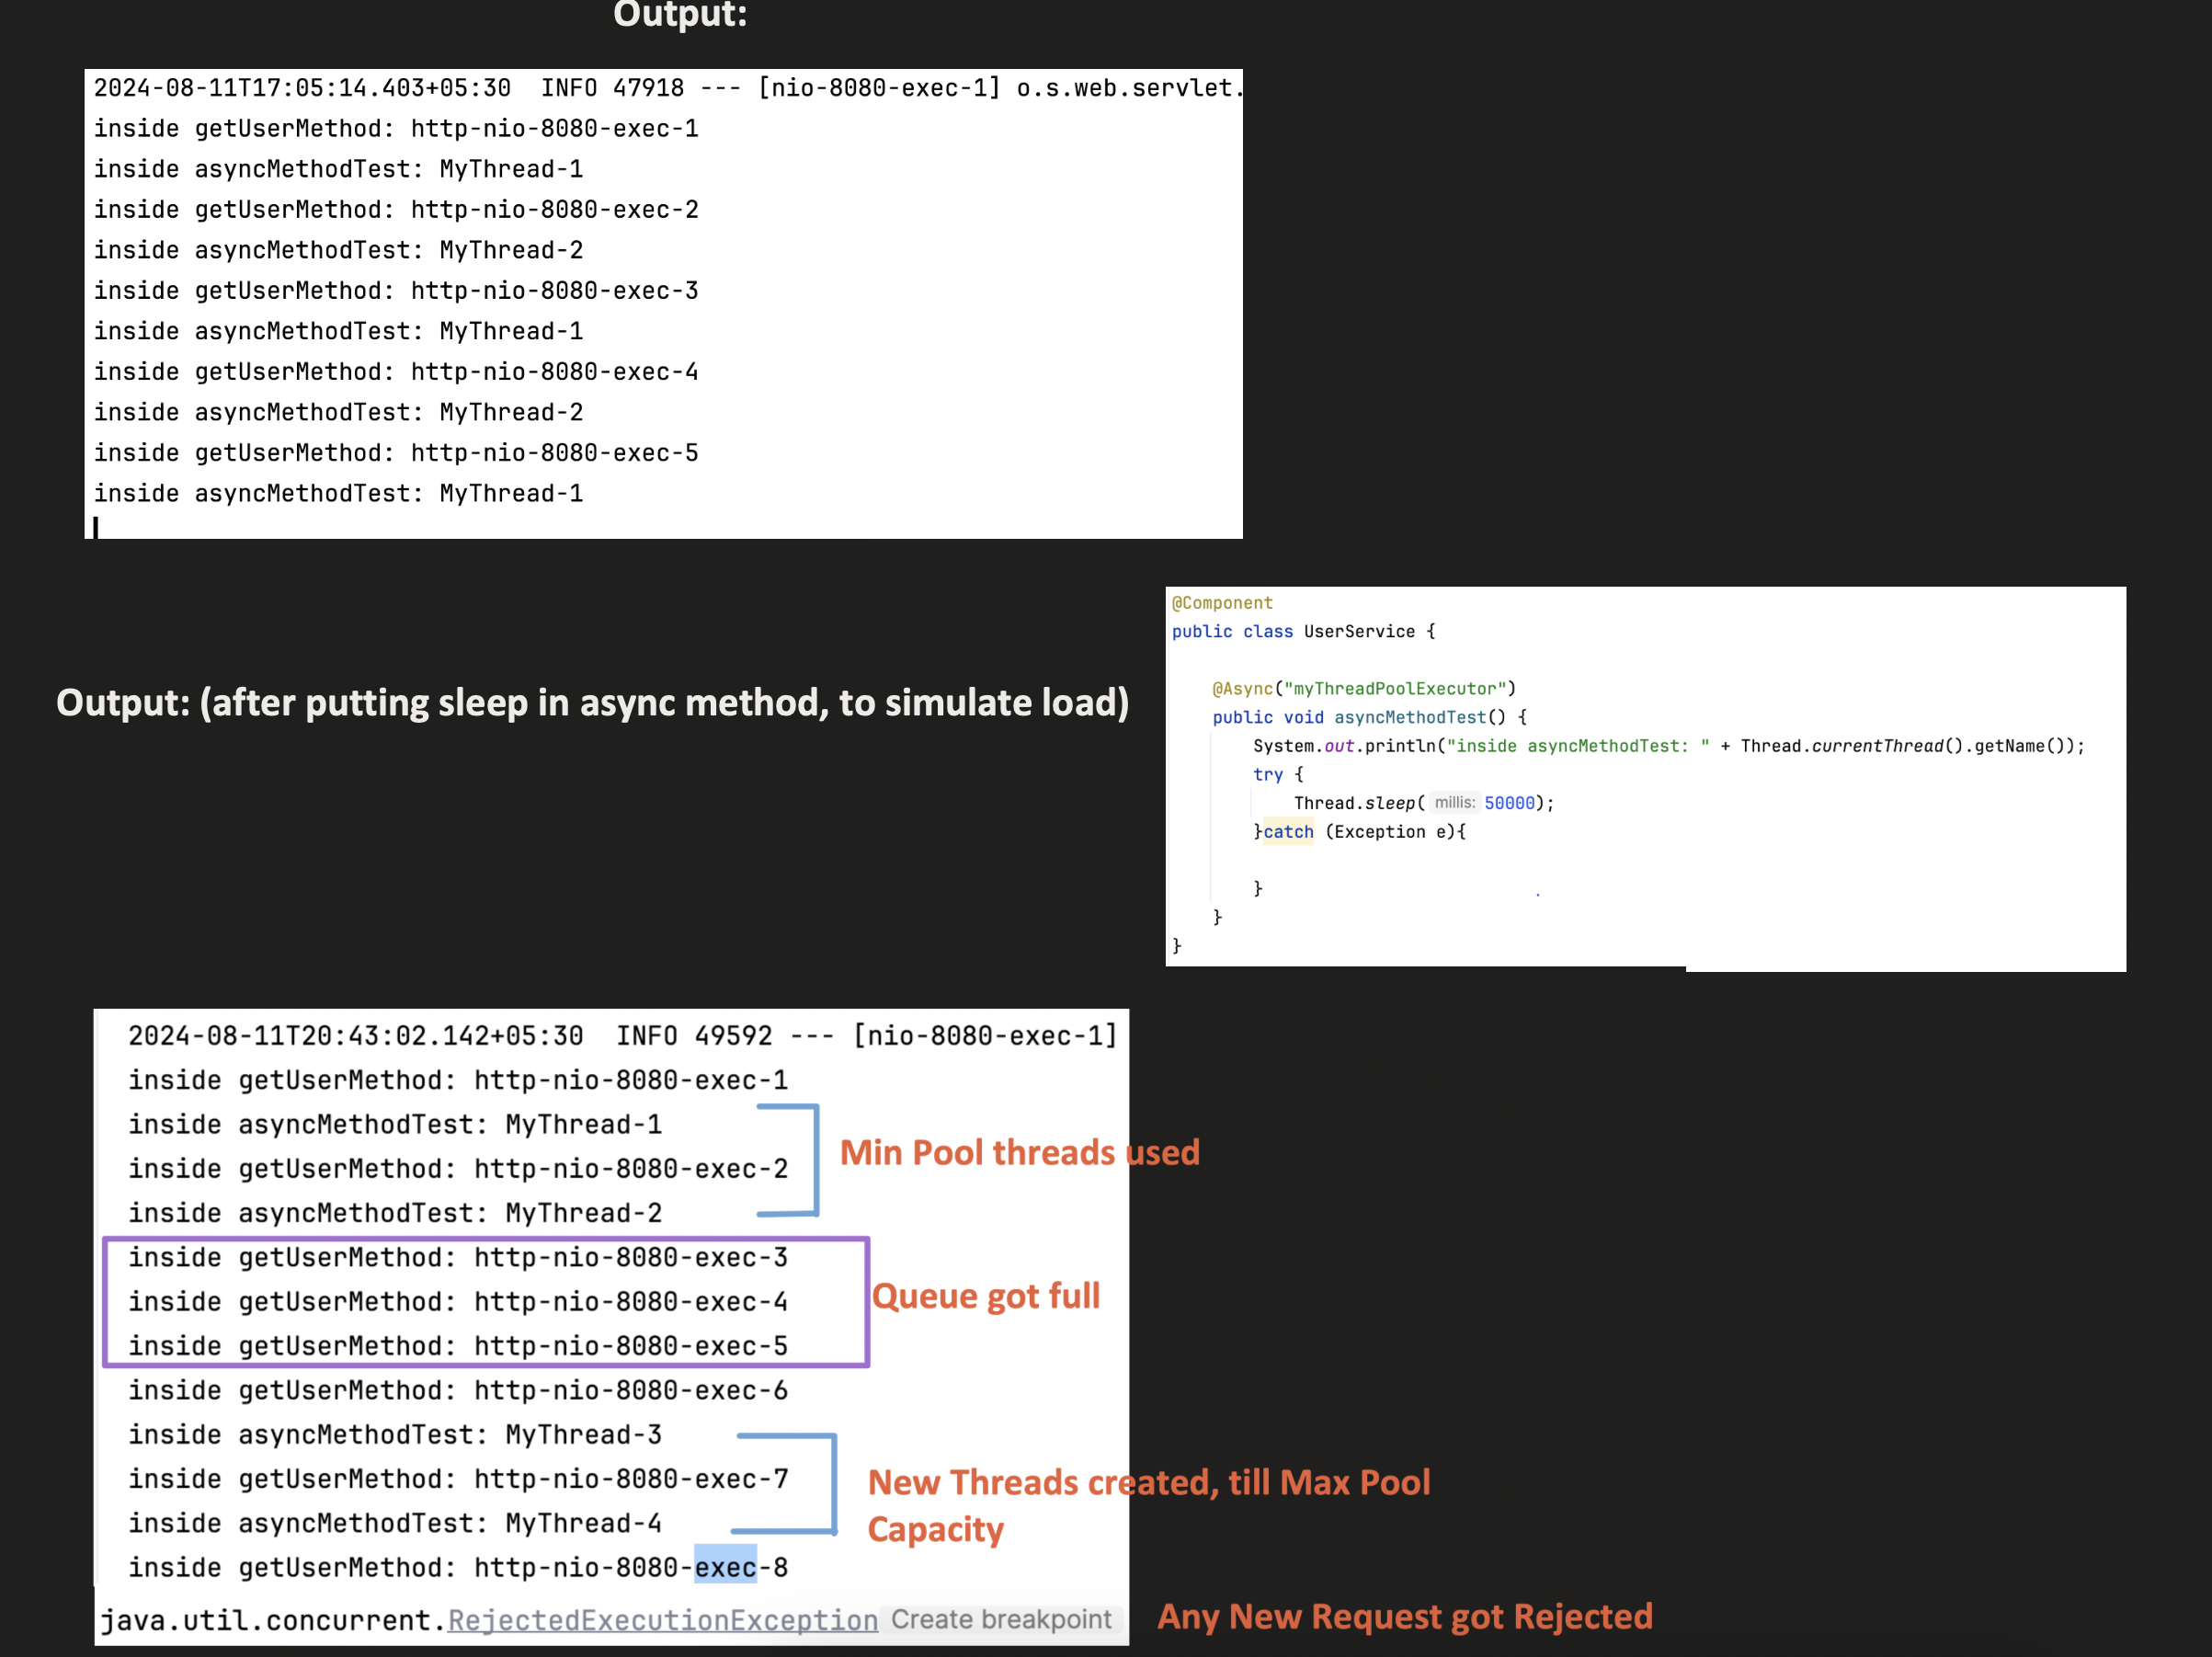 Output:
2024-08-11T17:05:14.403+05:30  INFO 47918 --- [nio-8080-exec-1] o.s.web.servlet.
inside getUserMethod: http-nio-8080-exec-1
inside asyncMethodTest: MyThread-1
inside getUserMethod: http-nio-8080-exec-2
inside asyncMethodTest: MyThread-2
inside getUserMethod: http-nio-8080-exec-3
inside asyncMethodTest: MyThread-1
inside getUserMethod: http-nio-8080-exec-4
inside asyncMethodTest: MyThread-2
inside getUserMethod: http-nio-8080-exec-5
inside asyncMethodTest: MyThread-1
Output: (after putting sleep in async method, to simulate load)
@Component
public class UserService {
@Async("myThreadPoolExecutor")
public void asyncMethodTest() {
System.out.println("inside asyncMethodTest: " + Thread.currentThread().getName());
try {
Thread.sleep( millis: 50000);
}catch (Exception e){
}
}
}
2024-08-11T20:43:02.142+05:30  INFO 49592 --- [nio-8080-exec-1]
inside getUserMethod: http-nio-8080-exec-1
inside asyncMethodTest: MyThread-1
Min Pool threads used
inside getUserMethod: http-nio-8080-exec-2
inside asyncMethodTest: MyThread-2
inside getUserMethod: http-nio-8080-exec-3
inside getUserMethod: http-nio-8080-exec-4
Queue got full
inside getUserMethod: http-nio-8080-exec-5
inside getUserMethod: http-nio-8080-exec-6
inside asyncMethodTest: MyThread-3
inside getUserMethod: http-nio-8080-exec-7
New Threads created, till Max Pool
Capacity
inside asyncMethodTest: MyThread-4
inside getUserMethod: http-nio-8080-exec-8
java.util.concurrent.RejectedExecutionException Create breakpoint
Any New Request got Rejected